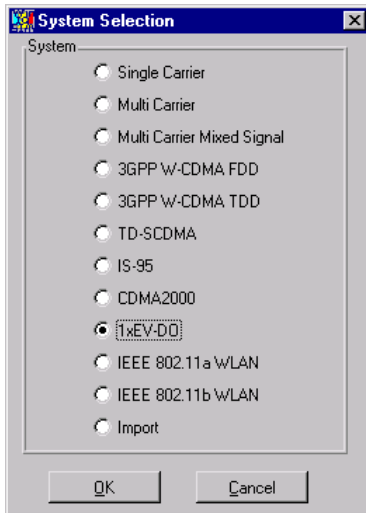 System Selection
System
Single Carrier
Multi Carrier
Multi Carrier Mixed Signal
3GPP W-CDMA FDD
3GPP W-CDMA TDD
TD-SCDMA
IS-95
CDMA2000
1xEV-DO
IEEE 802.11a WLAN
IEEE 802.11b WLAN
Import
OK
Cancel